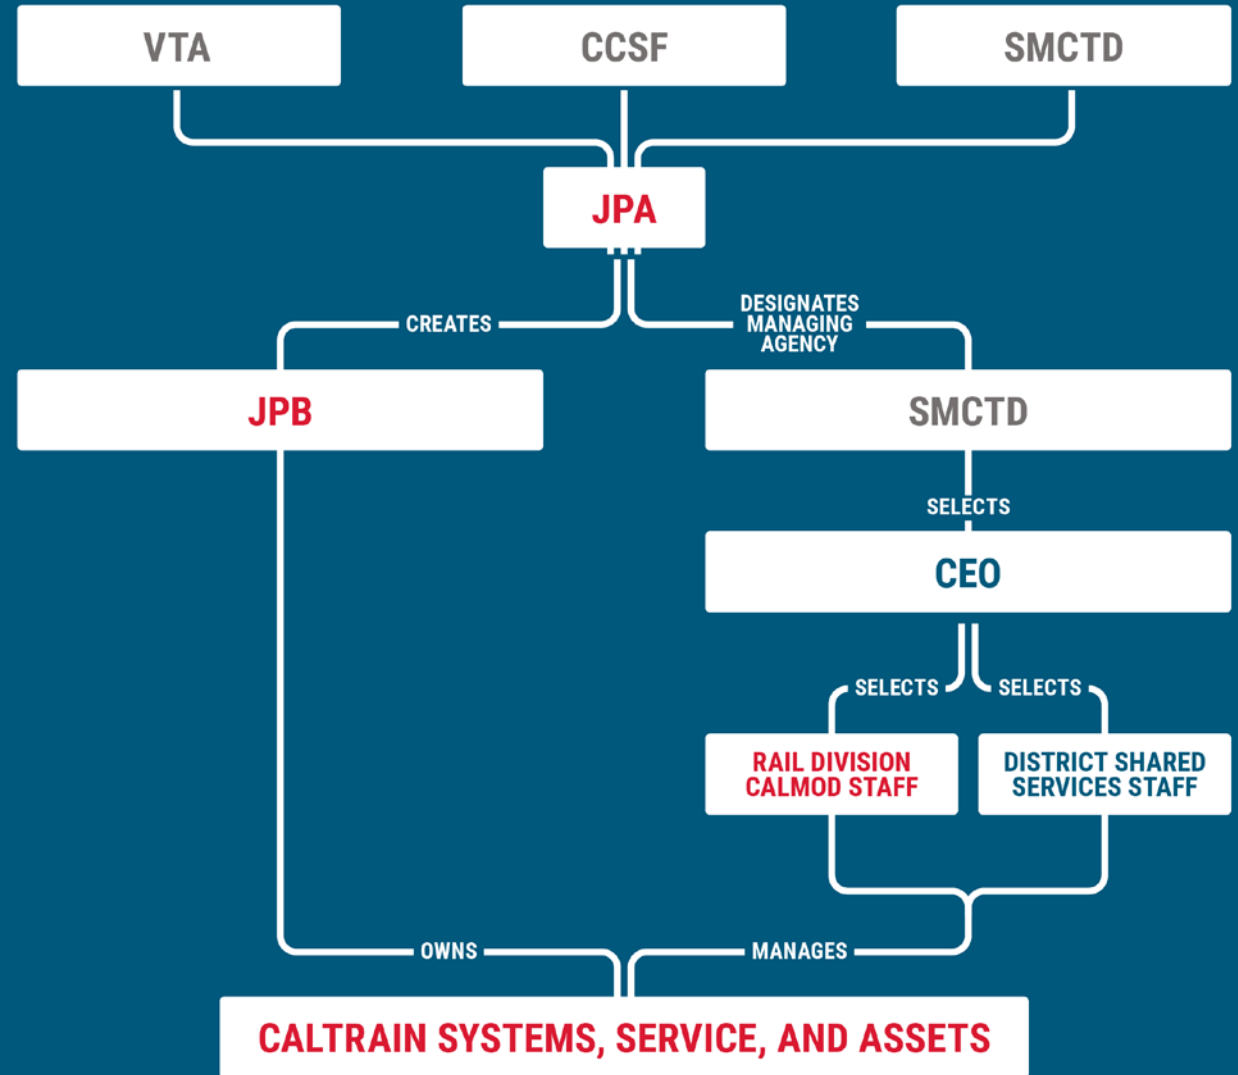 VTA
CCSF
SMCTD
JPA
CREATES
DESIGNATES
MANAGING
AGENCY
JPB
SMCTD
SELECTS
CEO
SELECTS
SELECTS
RAIL DIVISION
CALMOD STAFF
DISTRICT SHARED
SERVICES STAFF
OWNS
MANAGES
CALTRAIN SYSTEMS, SERVICE, AND ASSETS